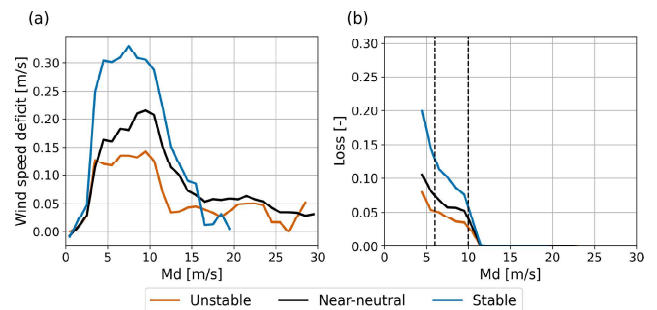 (a)
(b)
Wind speed deficit [m/s]
0.30
0.25
0.20
0.15
0.10
0.05
0.00
0 5 10 15 20 25 30
Md [m/s]
Loss [-]
0.30
0.25
0.20
0.15
0.10
0.05
0.00
0 5 10 15 20 25 30
Md [m/s]
Unstable Near-neutral Stable